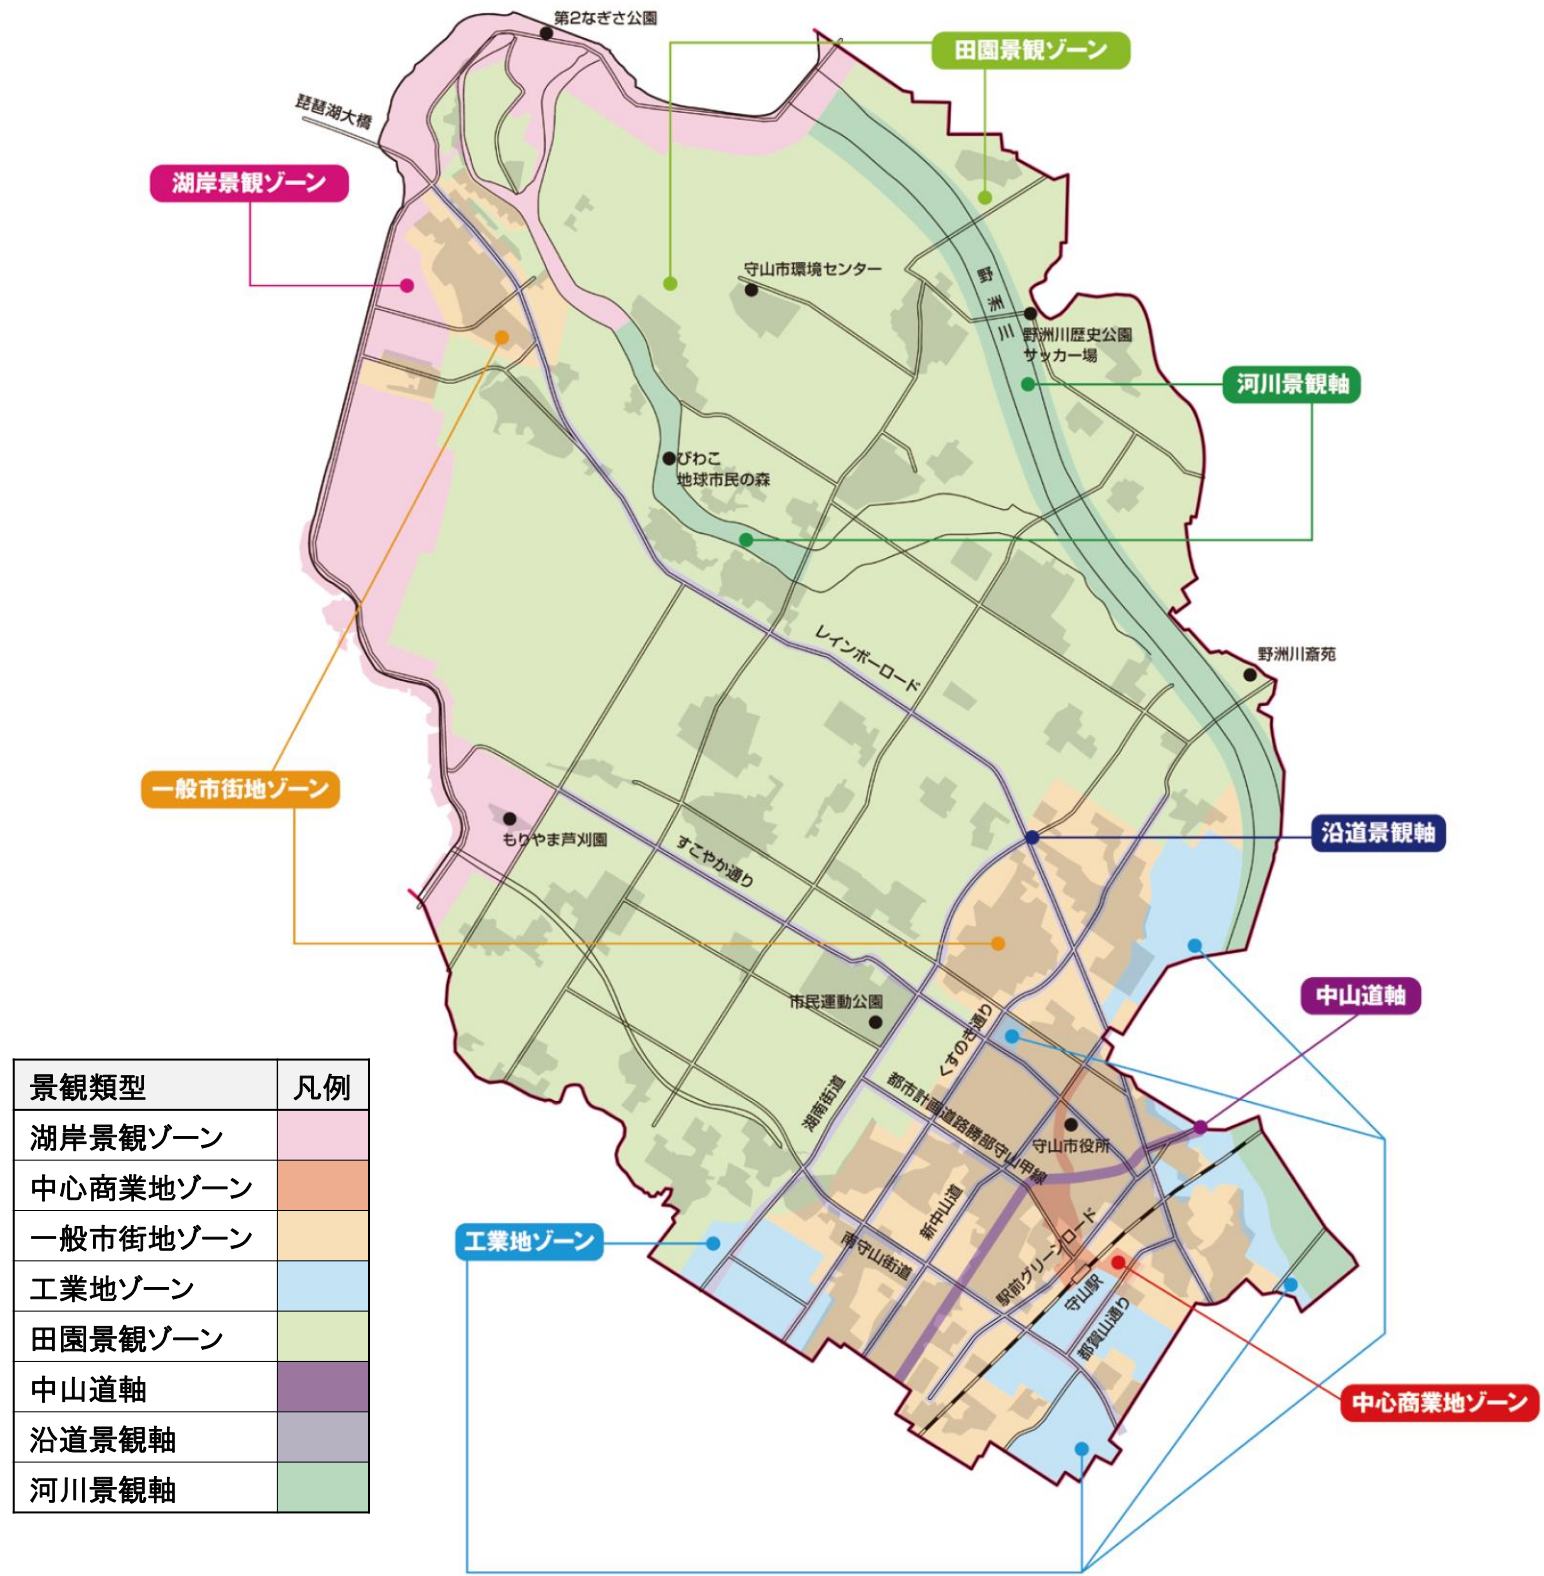 第2なぎさ公園
田園景観ゾーン
琵琶湖大橋
湖岸景観ゾーン
守山市環境センター
野洲川
野洲川歴史公園
サッカー場
河川景観軸
びわこ
地球市民の森
レインボーロード
野洲川斎苑
一般市街地ゾーン
もりやま芦刈園
すこやか通り
沿道景観軸
市民運動公園
くすのき通り
中山道軸
湖南街道
都市計画道路勝部守山甲線
守山市役所
新中山道
南守山街道
駅前グリーンロード
守山駅
都賀山通り
工業地ゾーン
中心商業地ゾーン
景観類型 凡例
湖岸景観ゾーン
中心商業地ゾーン
一般市街地ゾーン
工業地ゾーン
田園景観ゾーン
中山道軸
沿道景観軸
河川景観軸